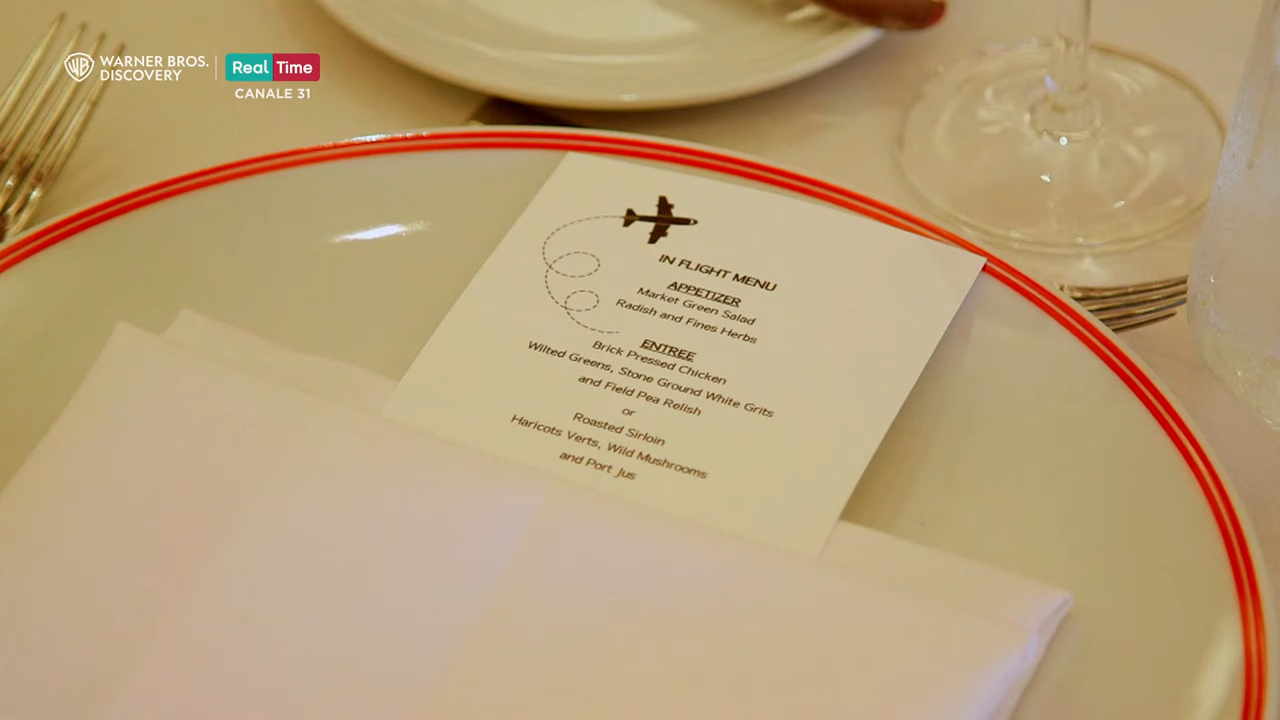 WARNER BROS.
DISCOVERY
Real Time
CANALE 31
IN FLIGHT MENU
APPETIZER
Market Green Salad
Radish and Fines Herbs
ENTREE
Brick Pressed Chicken
Wilted Greens, Stone Ground White Grits
and Field Pea Relish
or
Roasted Sirloin
Haricots Verts, Wild Mushrooms
and Port Jus